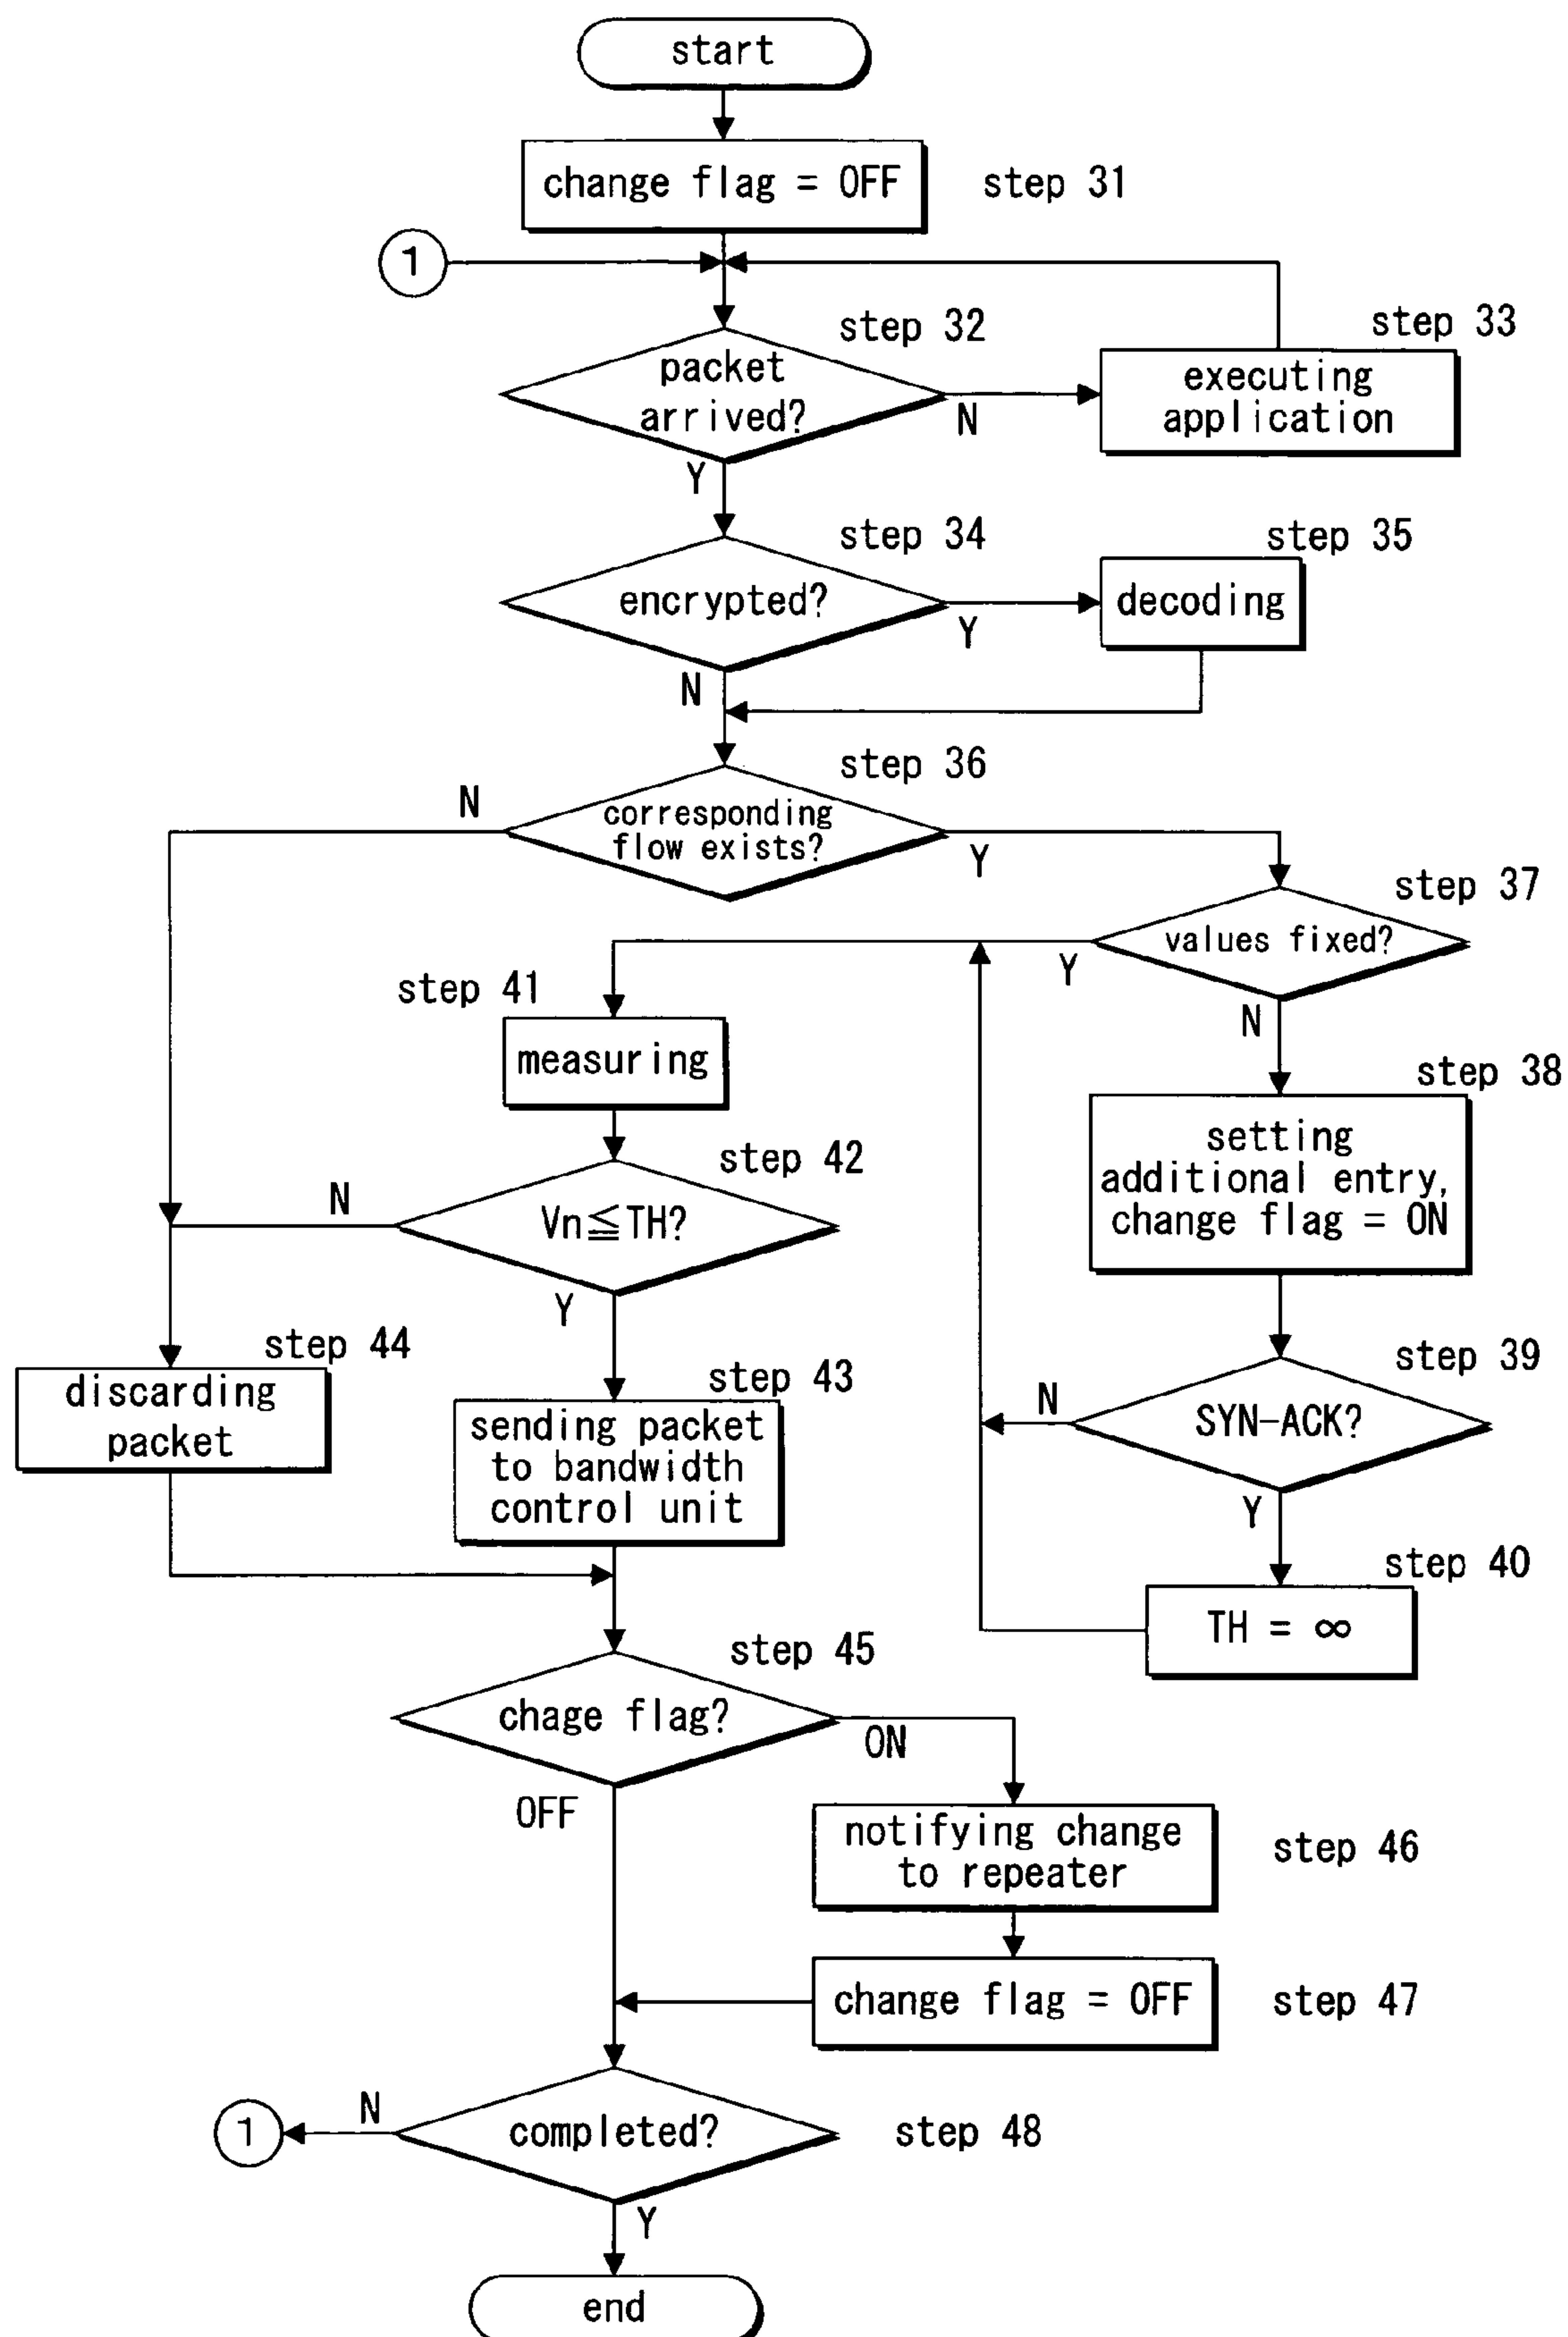 start
change flag = OFF
step 31
1
step 32
packet
arrived?
N
Y
step 33
executing
application
step 34
encrypted?
Y
N
step 35
decoding
step 36
corresponding
flow exists?
N
Y
step 37
values fixed?
Y
N
step 41
measuring
step 38
setting
additional entry,
change flag = ON
step 42
Vn≦TH?
N
Y
step 39
SYN-ACK?
N
Y
step 44
discarding
packet
step 43
sending packet
to bandwidth
control unit
step 40
TH = ∞
step 45
chage flag?
ON
OFF
notifying change
to repeater
step 46
change flag = OFF
step 47
1
N
completed?
step 48
Y
end